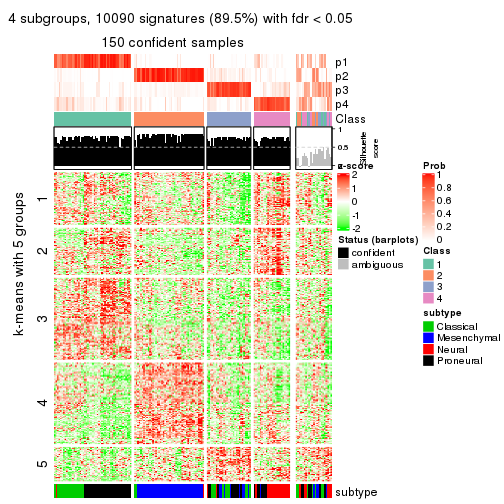 4 subgroups, 10090 signatures (89.5%) with fdr < 0.05
150 confident samples
p1
p2
p3
p4
Class
1
0.5
0
Silhouette
score
k-means with 5 groups
1
2
3
4
5
subtype
z-score
2
1
0
-1
-2
Status (barplots)
confident
ambiguous
Prob
1
0.8
0.6
0.4
0.2
0
Class
1
2
3
4
subtype
Classical
Mesenchymal
Neural
Proneural